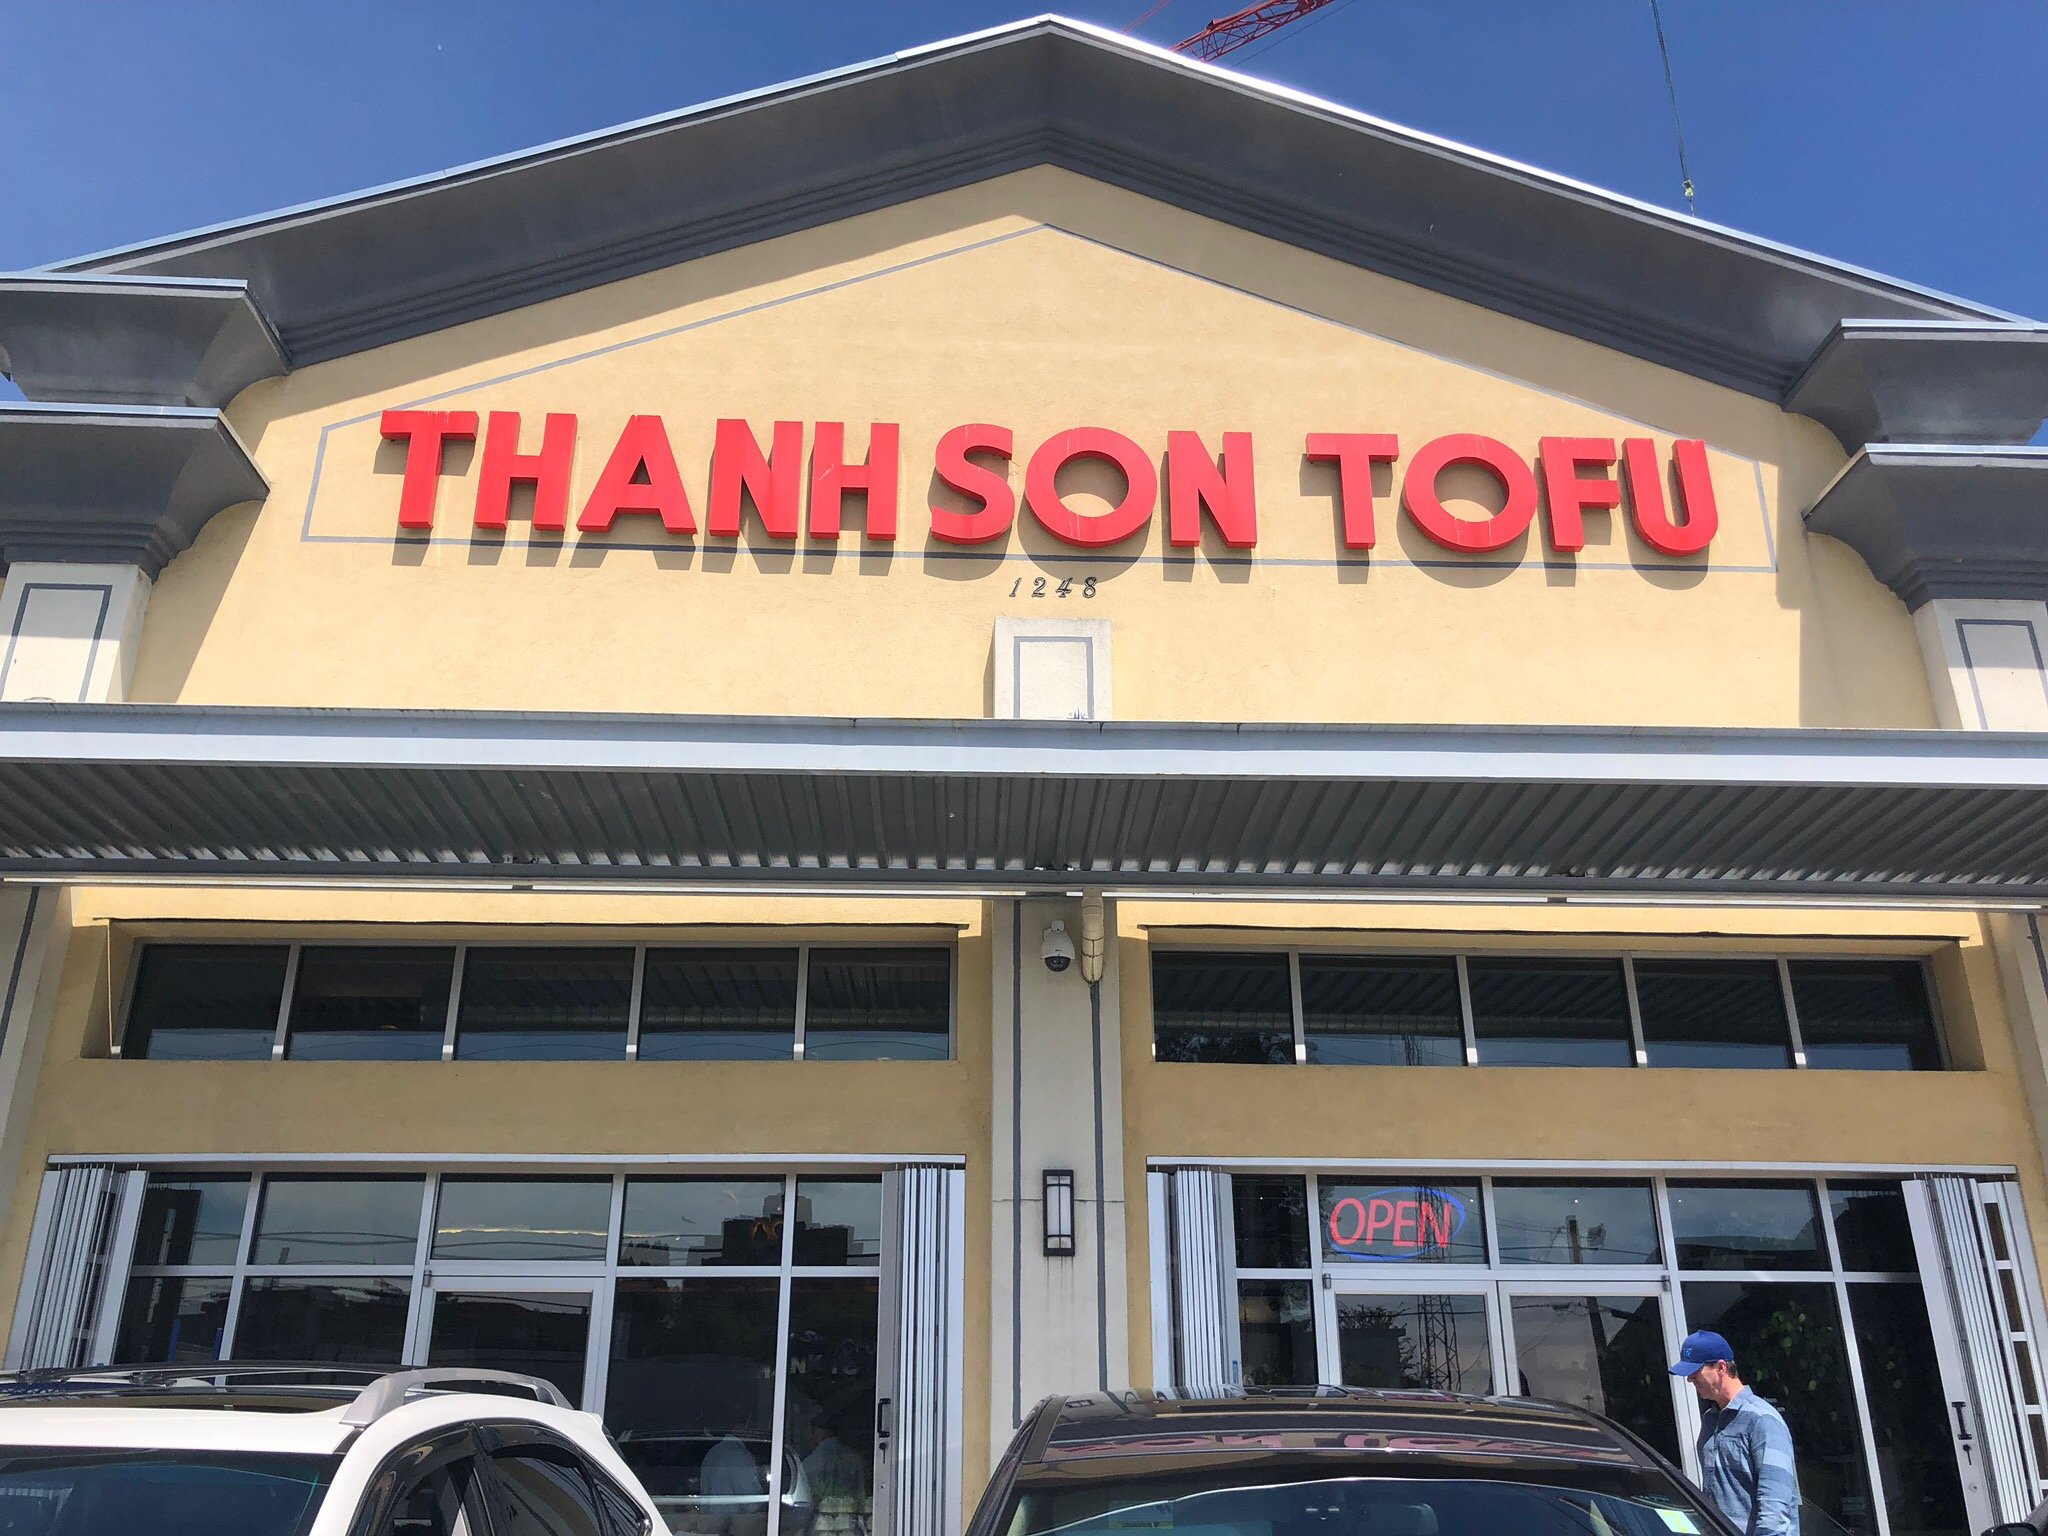 THANH SON TOFU
1248
OPEN